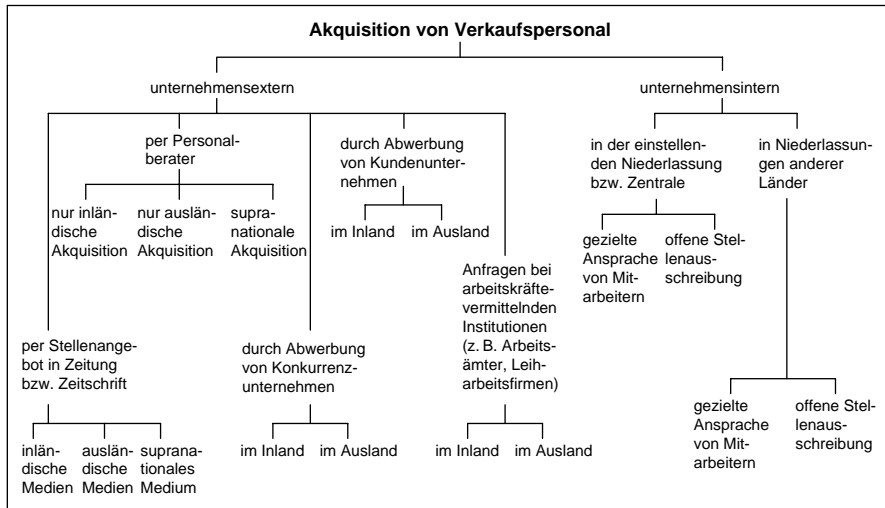 Akquisition von Verkaufspersonal
unternehmensextern
unternehmensintern
per Personal-
berater
nur inlän-
dische
Akquisition
nur auslän-
dische
Akquisition
supra-
nationale
Akquisition
durch Abwerbung
von Kundenunter-
nehmen
im Inland
im Ausland
per Stellenange-
bot in Zeitung
bzw. Zeitschrift
inlän-
dische
Medien
auslän-
dische
Medien
suprana-
tionales
Medium
durch Abwerbung
von Konkurrenz-
unternehmen
im Inland
im Ausland
Anfragen bei
arbeitskräfte-
vermittelnden
Institutionen
(z. B. Arbeits-
ämter, Leih-
arbeitsfirmen)
im Inland
im Ausland
in der einstellen-
den Niederlassung
bzw. Zentrale
gezielte
Ansprache
von Mit-
arbeitern
offene Stel-
lenaus-
schreibung
in Niederlassun-
gen anderer
Länder
gezielte
Ansprache
von Mit-
arbeitern
offene Stel-
lenaus-
schreibung